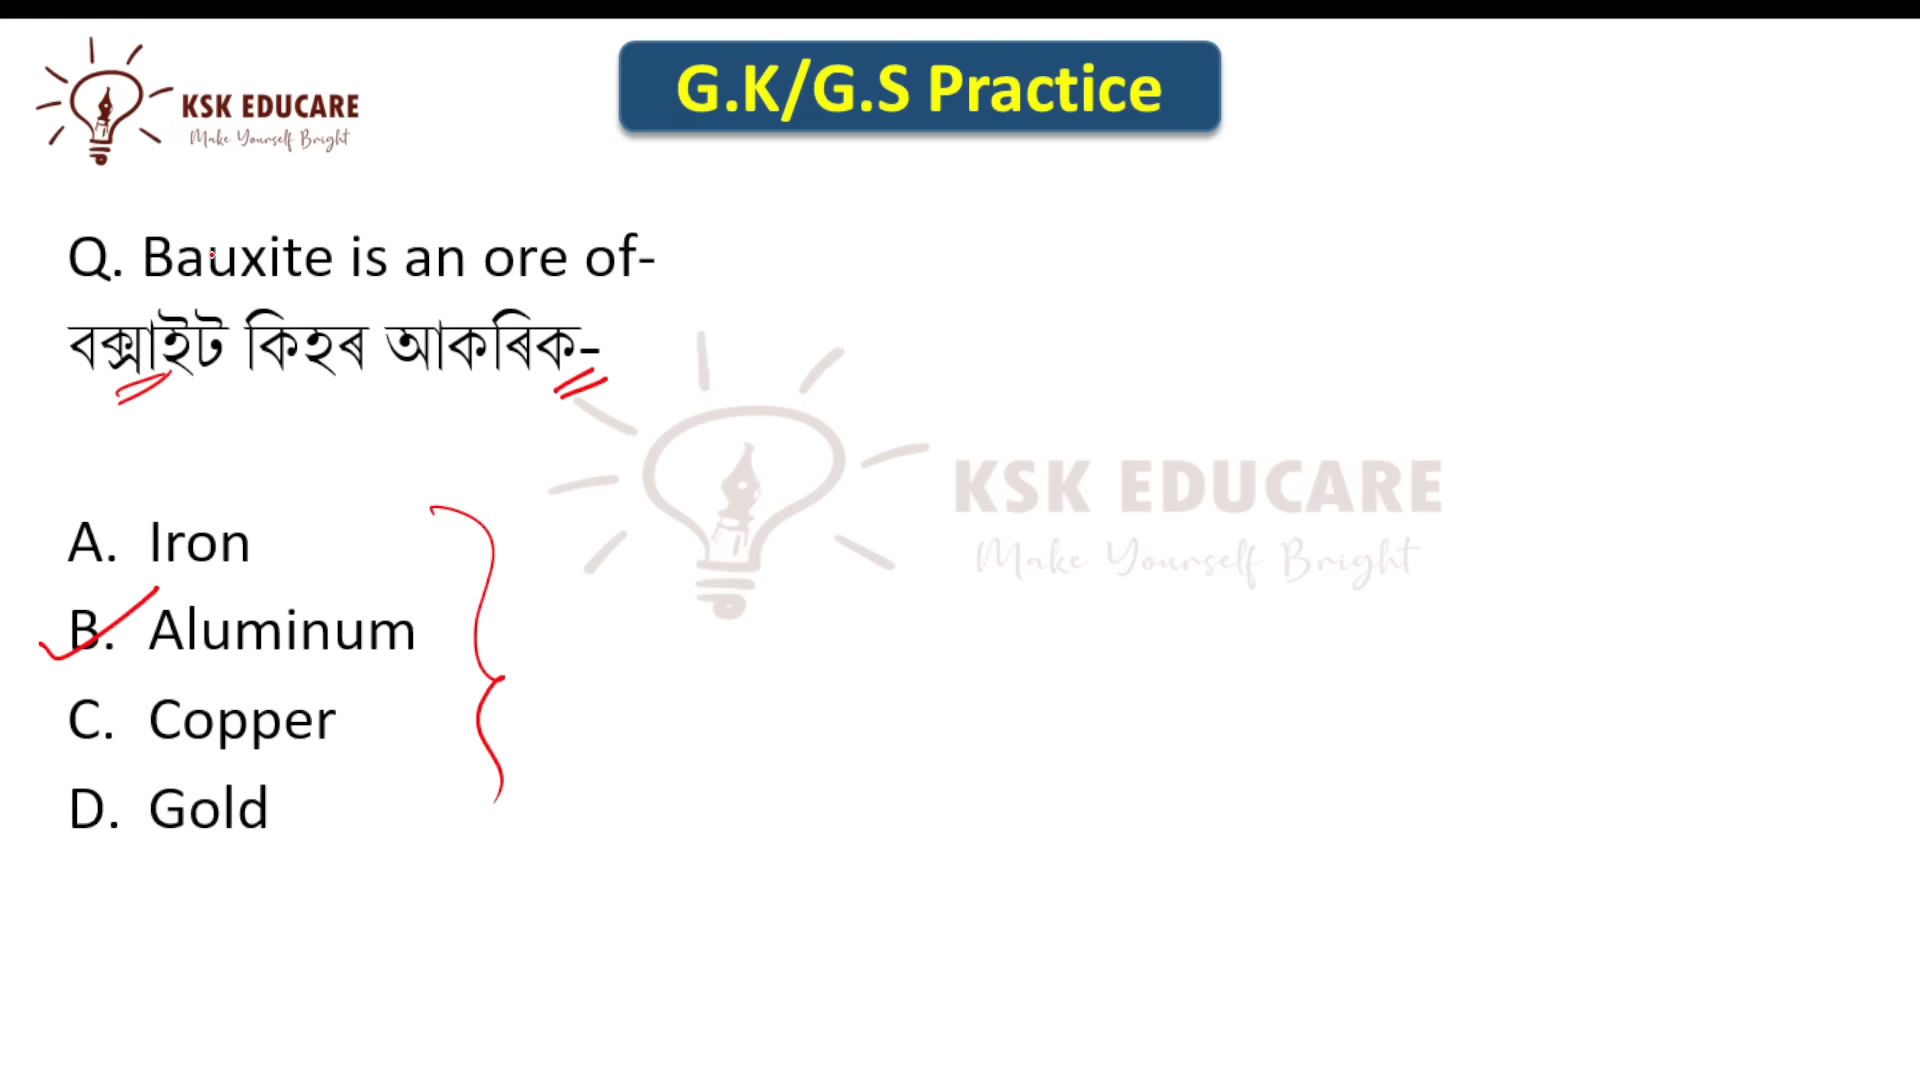 KSK EDUCARE
Make Yourself Bright
G.K/G.S Practice
Q. Bauxite is an ore of-
বক্সাইট কিহৰ আকৰিক-
KSK EDUCARE
Make Yourself Bright
A. Iron
B. Aluminum
C. Copper
D. Gold